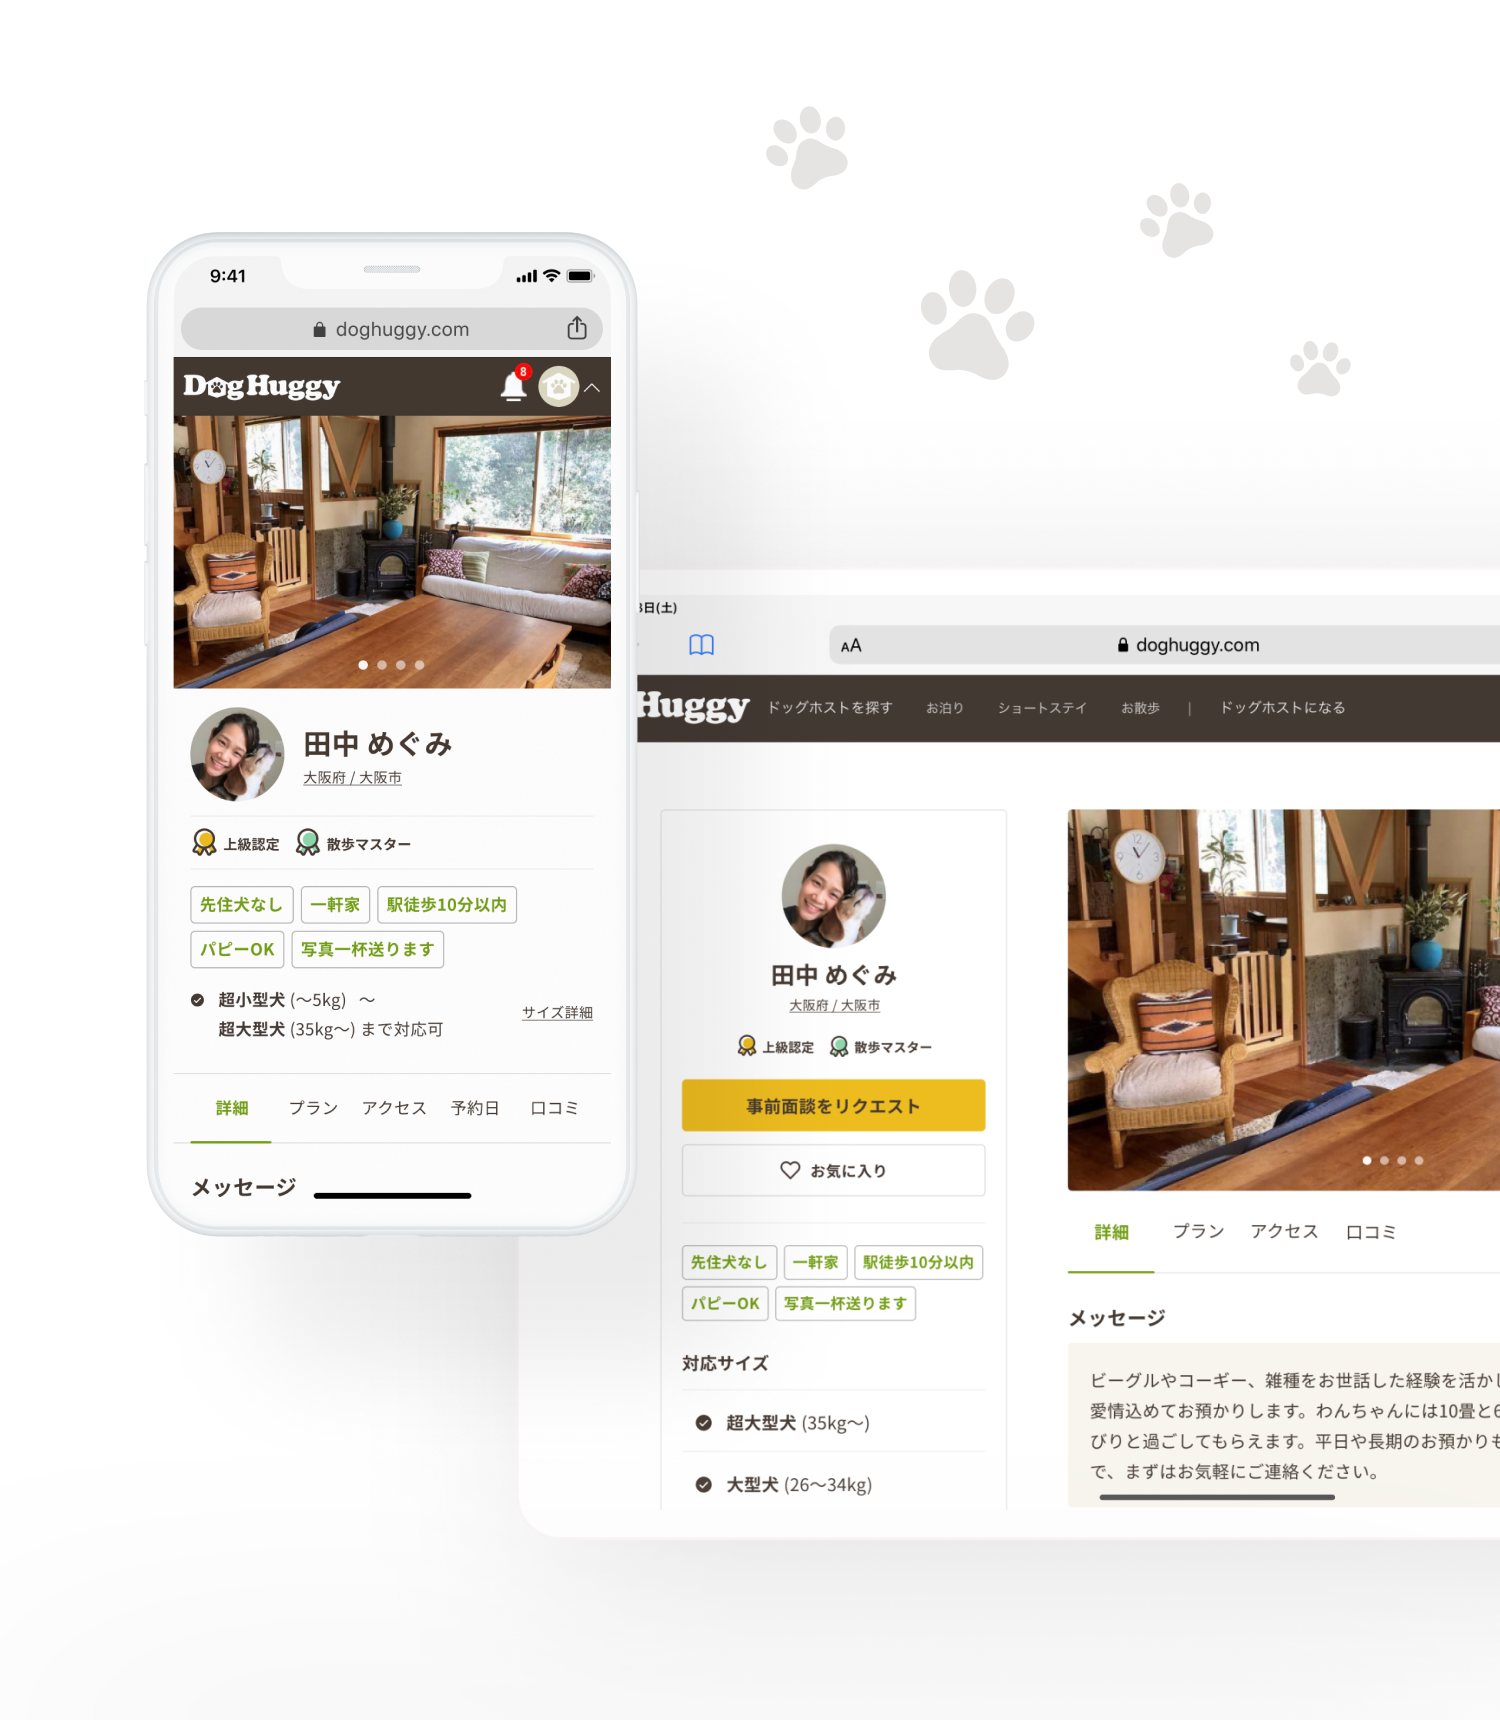 9:41
doghuggy.com
DogHuggy
8
田中 めぐみ
大阪府 / 大阪市
上級認定 散歩マスター
先住犬なし 一軒家 駅徒歩10分以内
パピーOK 写真一杯送ります
超小型犬 (〜5kg) 〜
超大型犬 (35kg〜) まで対応可
サイズ詳細
詳細 プラン アクセス 予約日 口コミ
メッセージ
日(土)
AA doghuggy.com
Huggy ドッグホストを探す お泊り ショートステイ お散歩 | ドッグホストになる
田中 めぐみ
大阪府 / 大阪市
上級認定 散歩マスター
事前面談をリクエスト
お気に入り
先住犬なし 一軒家 駅徒歩10分以内
パピーOK 写真一杯送ります
対応サイズ
超大型犬 (35kg〜)
大型犬 (26〜34kg)
詳細 プラン アクセス 口コミ
メッセージ
ビーグルやコーギー、雑種をお世話した経験を活か
愛情込めてお預かりします。わんちゃんには10畳と
びりと過ごしてもらえます。平日や長期のお預かりも
で、まずはお気軽にご連絡ください。